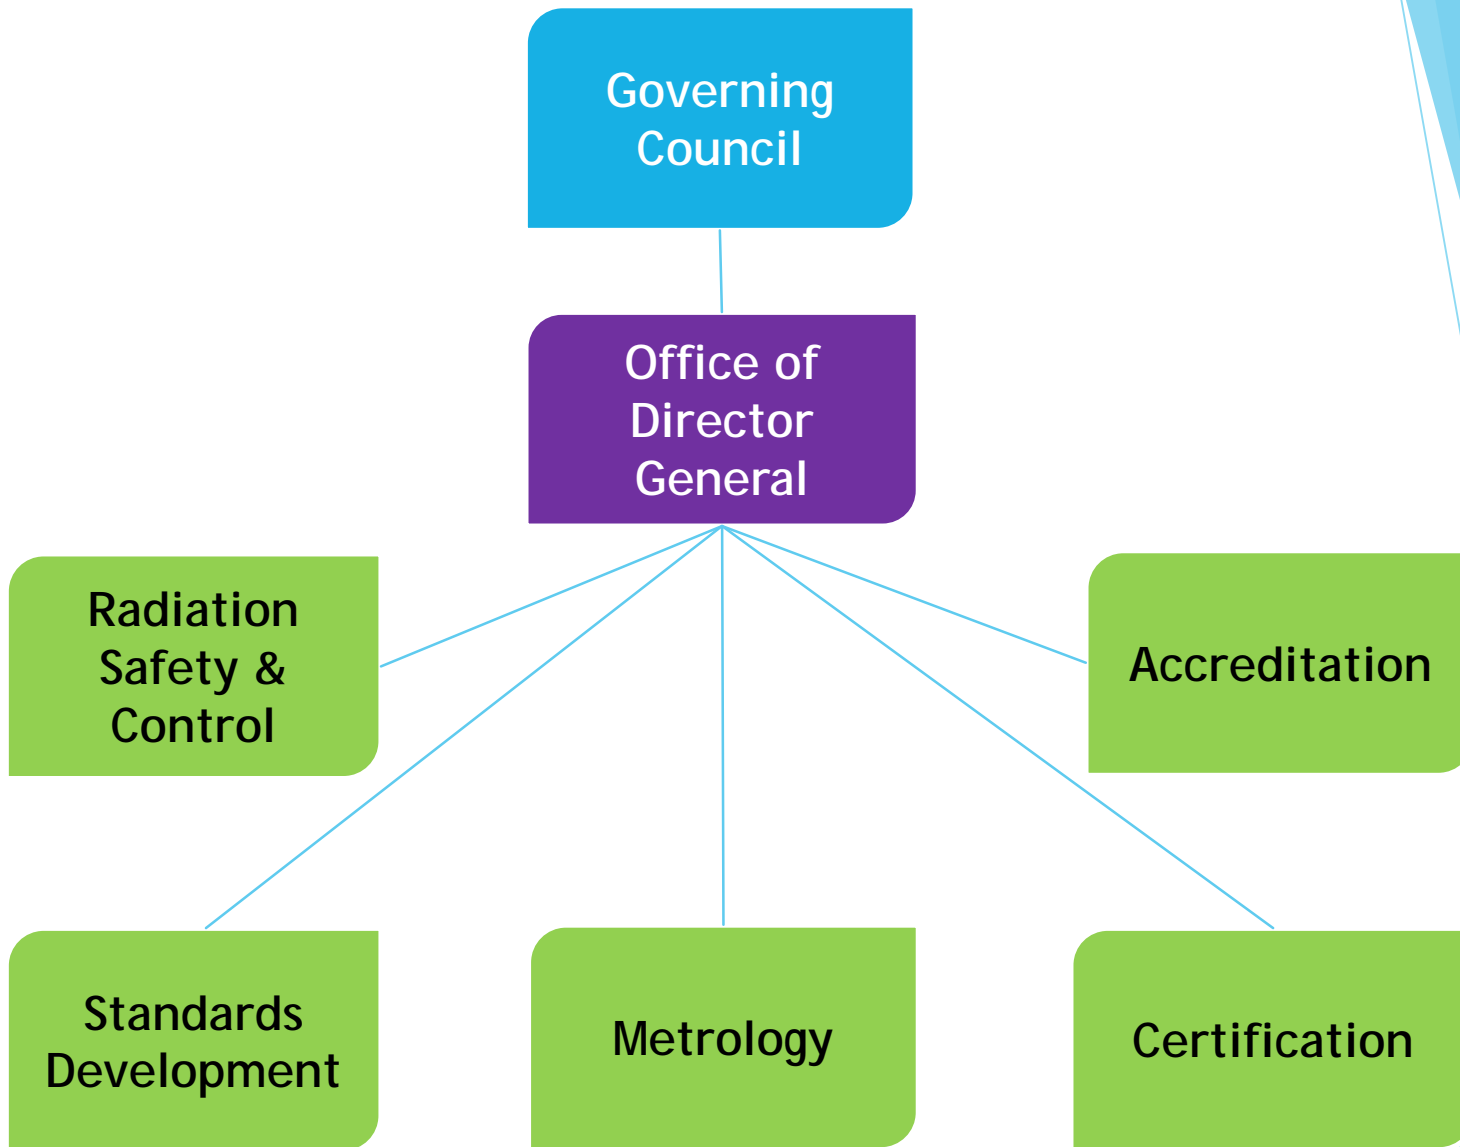 Governing
Council
Office of
Director
General
Radiation
Safety &
Control
Accreditation
Standards
Development
Metrology
Certification